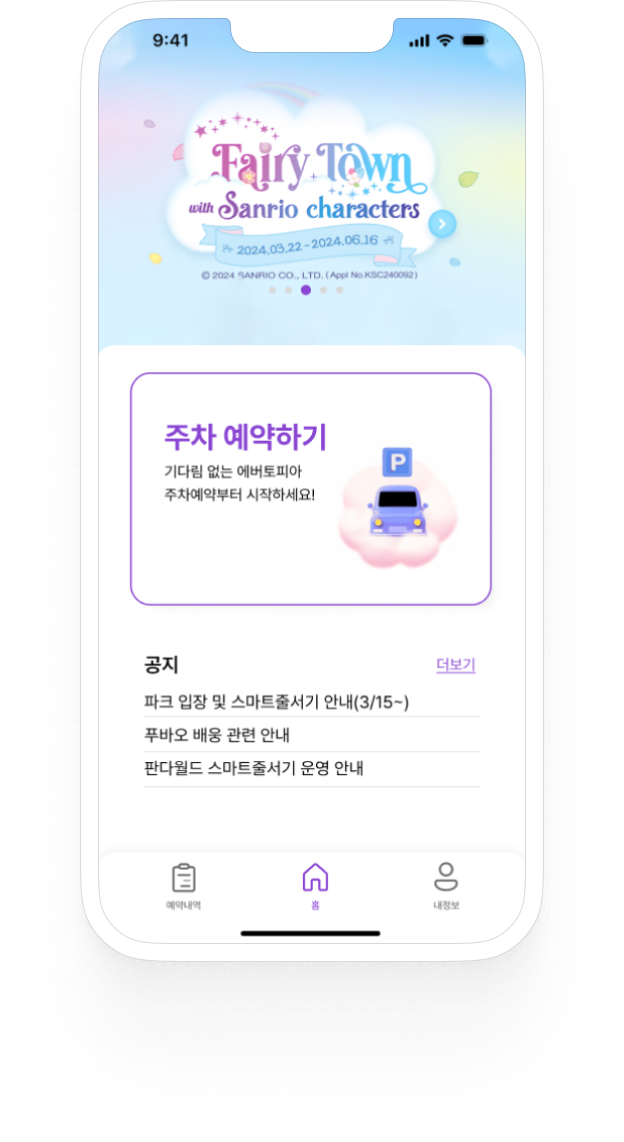 9:41
Fairy Town
with Sanrio characters
2024.03.22 - 2024.06.16
© 2024 SANRIO CO., LTD. (Appl No.KSC240092)
주차 예약하기
기다림 없는 에버토피아
주차예약부터 시작하세요!
P
공지
더보기
파크 입장 및 스마트줄서기 안내(3/15~)
푸바오 배웅 관련 안내
판다월드 스마트줄서기 운영 안내
예약내역
홈
내정보